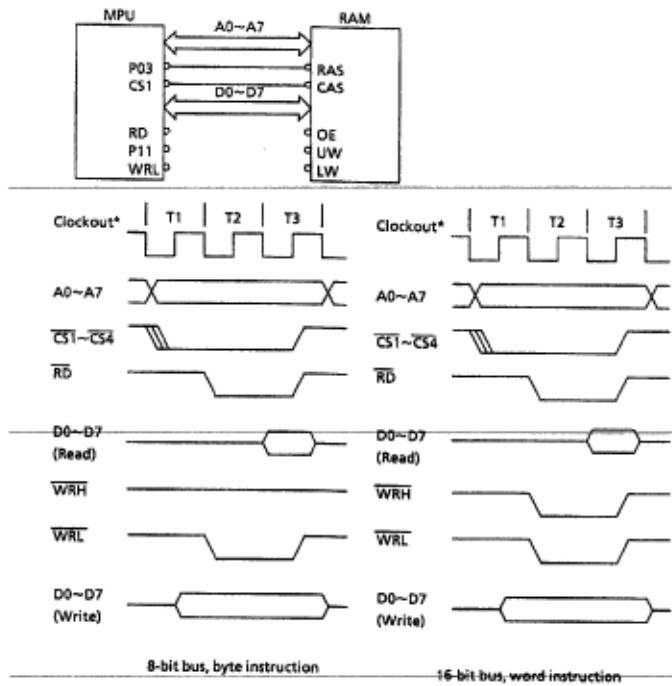 MPU RAM
A0~A7
P03 RAS
CS1 CAS
D0~D7
RD OE
P11 UW
WRL LW
Clockout* T1 T2 T3
A0~A7
CS1~CS4
RD
D0~D7
(Read)
WRH
WRL
D0~D7
(Write)
8-bit bus, byte instruction
Clockout* T1 T2 T3
A0~A7
CS1~CS4
RD
D0~D7
(Read)
WRH
WRL
D0~D7
(Write)
16-bit bus, word instruction